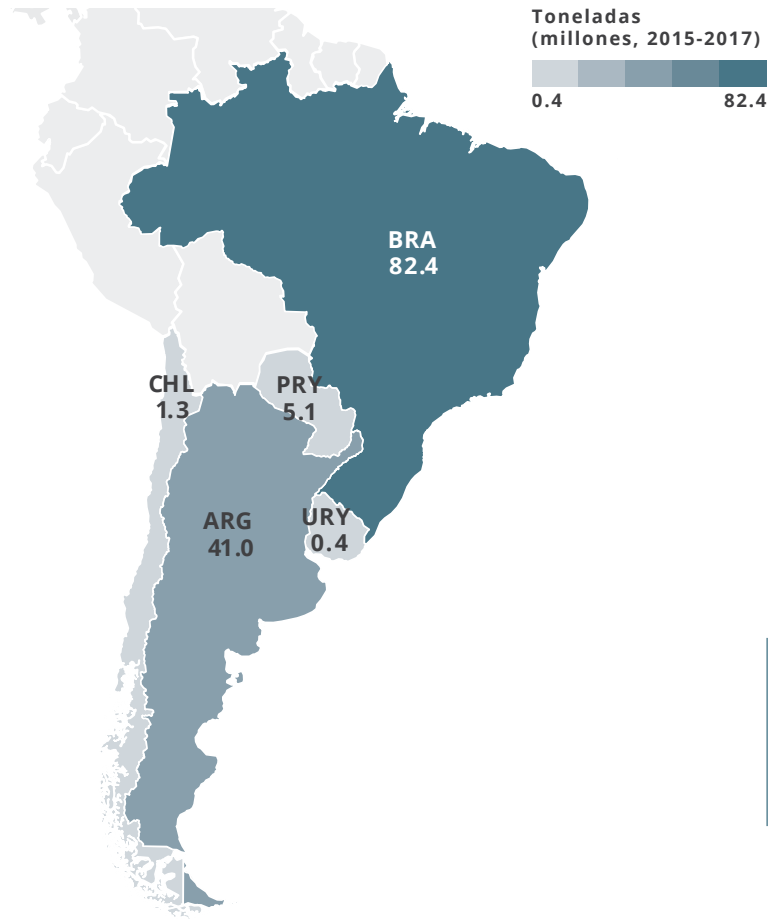 Toneladas
(millones, 2015-2017)
0.4 82.4
BRA
82.4
CHL
1.3
PRY
5.1
ARG
41.0
URY
0.4